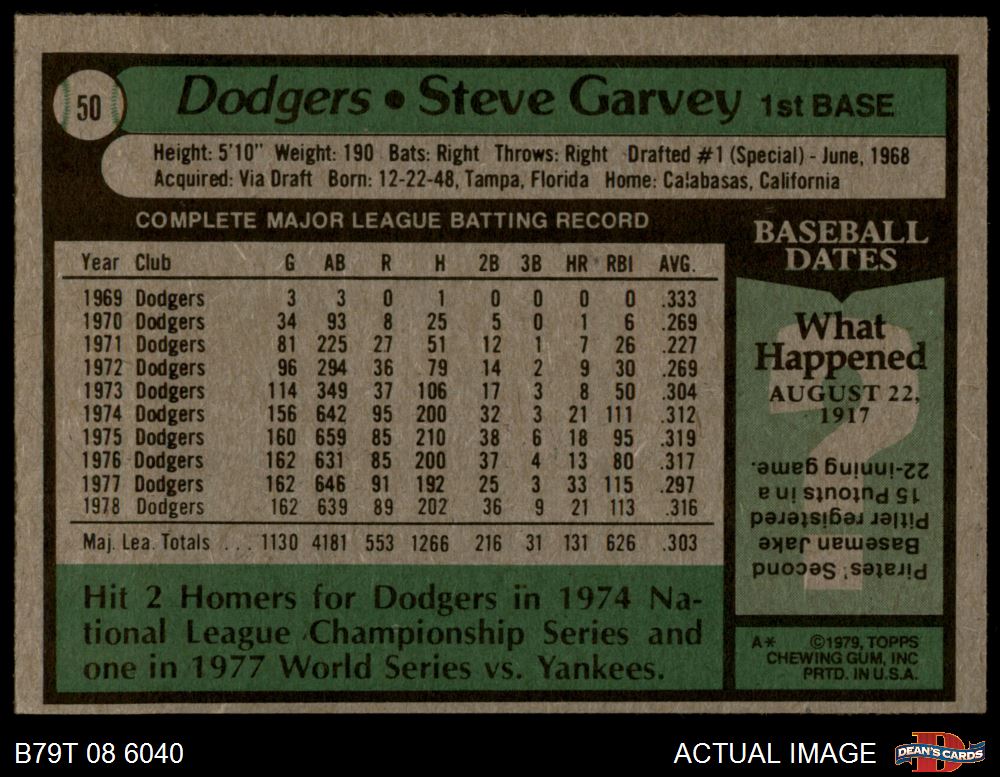 50
Dodgers • Steve Garvey 1st BASE
Height: 5'10" Weight: 190 Bats: Right Throws: Right Drafted #1 (Special) - June, 1968
Acquired: Via Draft Born: 12-22-48, Tampa, Florida Home: Calabasas, California
COMPLETE MAJOR LEAGUE BATTING RECORD
Year Club G AB R H 2B 3B HR RBI AVG.
1969 Dodgers 3 3 0 1 0 0 0 0 .333
1970 Dodgers 34 93 8 25 5 0 1 6 .269
1971 Dodgers 81 225 27 51 12 1 7 26 .227
1972 Dodgers 96 294 36 79 14 2 9 30 .269
1973 Dodgers 114 349 37 106 17 3 8 50 .304
1974 Dodgers 156 642 95 200 32 3 21 111 .312
1975 Dodgers 160 659 85 210 38 6 18 95 .319
1976 Dodgers 162 631 85 200 37 4 13 80 .317
1977 Dodgers 162 646 91 192 25 3 33 115 .297
1978 Dodgers 162 639 89 202 36 9 21 113 .316
Maj. Lea. Totals . . . 1130 4181 553 1266 216 31 131 626 .303
Hit 2 Homers for Dodgers in 1974 Na-
tional League Championship Series and
one in 1977 World Series vs. Yankees.
BASEBALL
DATES
What
Happened
AUGUST 22,
1917
?
Pirates' Second
Baseman Jake
Pitler registered
15 Putouts in a
22-inning game.
A* ©1979, TOPPS
CHEWING GUM, INC
PRTD. IN U.S.A.
B79T 08 6040
ACTUAL IMAGE
D
DEAN'S CARDS